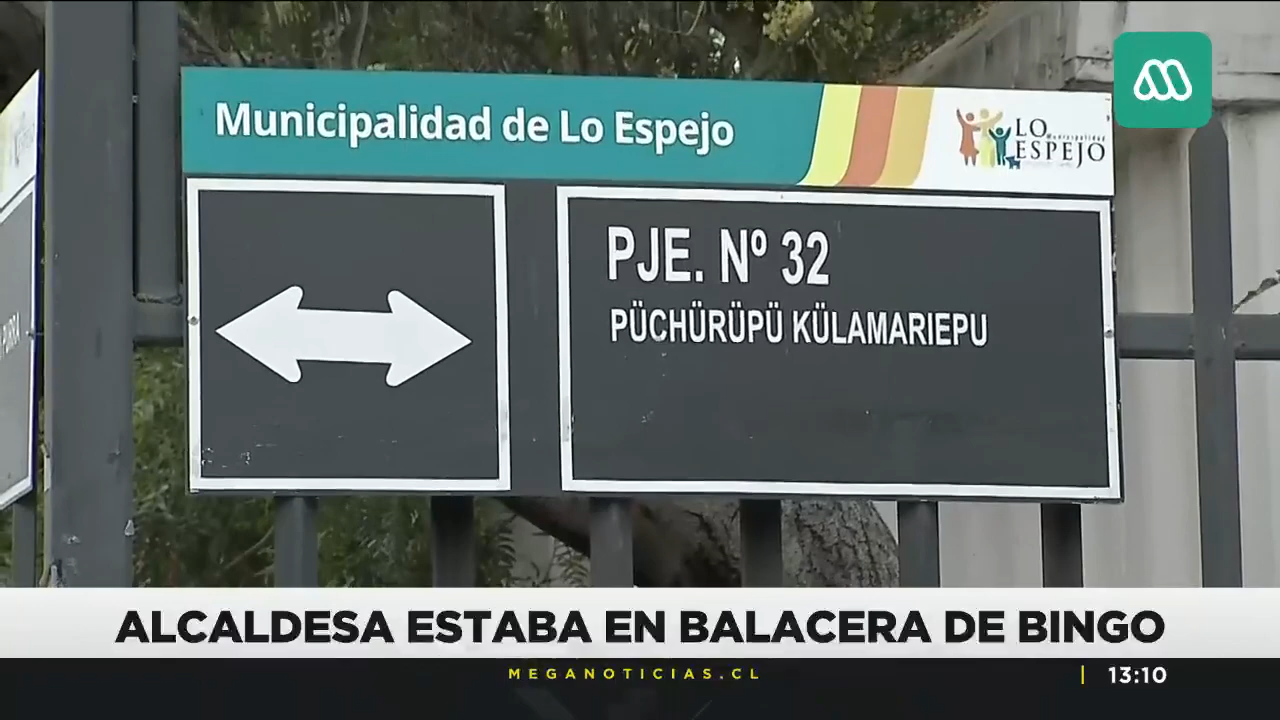 Municipalidad de Lo Espejo
LO
Municipalidad
ESPEJO
PJE. Nº 32
PÜCHÜRÜPÜ KÜLAMARIEPU
ALCALDESA ESTABA EN BALACERA DE BINGO
MEGANOTICIAS.CL
13:10